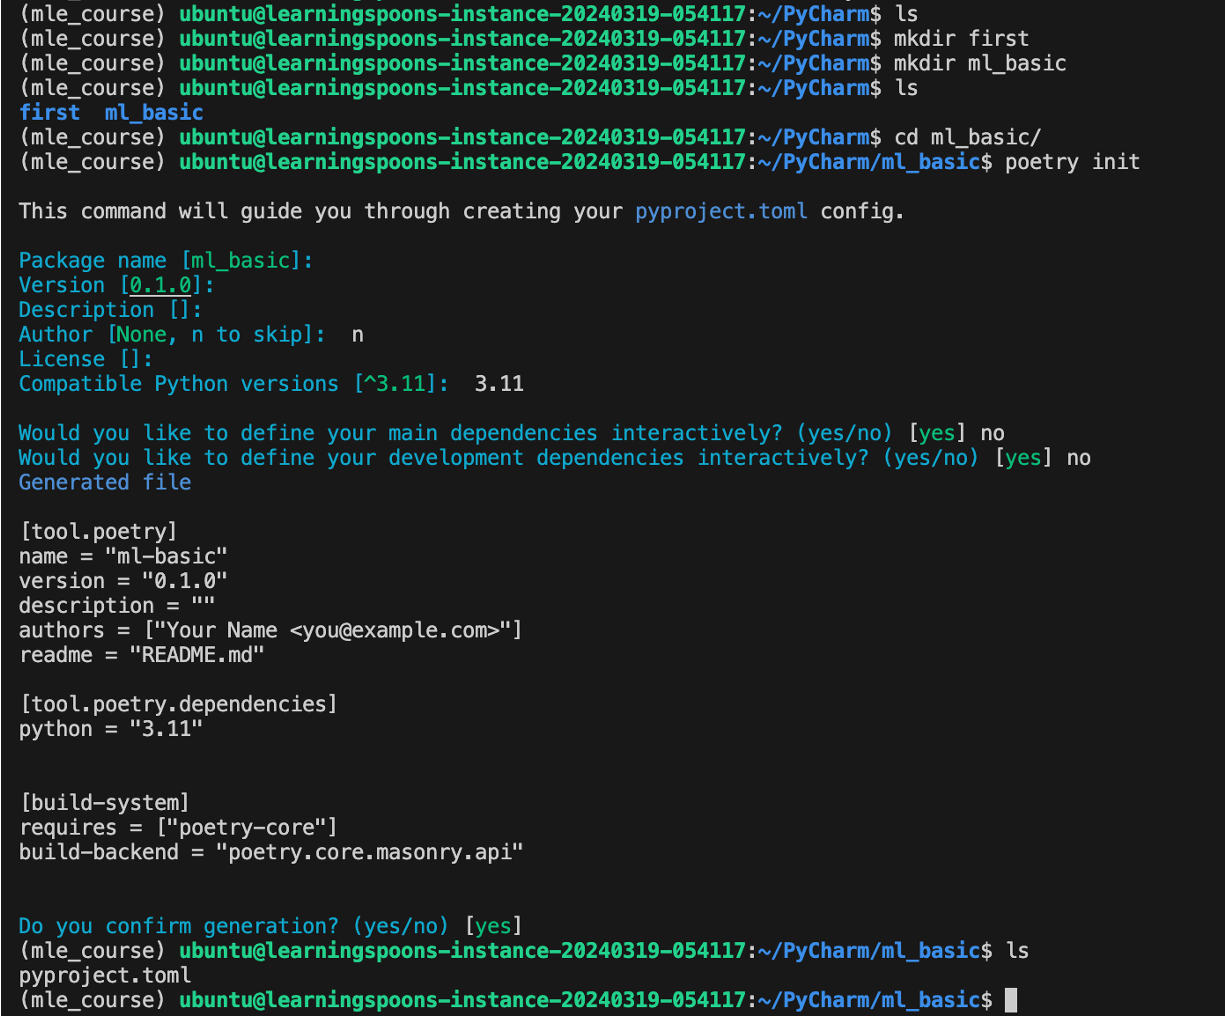 (mle_course) ubuntu@learningspoons-instance-20240319-054117:~/PyCharm$ ls
(mle_course) ubuntu@learningspoons-instance-20240319-054117:~/PyCharm$ mkdir first
(mle_course) ubuntu@learningspoons-instance-20240319-054117:~/PyCharm$ mkdir ml_basic
(mle_course) ubuntu@learningspoons-instance-20240319-054117:~/PyCharm$ ls
first  ml_basic
(mle_course) ubuntu@learningspoons-instance-20240319-054117:~/PyCharm$ cd ml_basic/
(mle_course) ubuntu@learningspoons-instance-20240319-054117:~/PyCharm/ml_basic$ poetry init
This command will guide you through creating your pyproject.toml config.
Package name [ml_basic]:
Version [0.1.0]:
Description []:
Author [None, n to skip]:  n
License []:
Compatible Python versions [^3.11]:  3.11
Would you like to define your main dependencies interactively? (yes/no) [yes] no
Would you like to define your development dependencies interactively? (yes/no) [yes] no
Generated file
[tool.poetry]
name = "ml-basic"
version = "0.1.0"
description = ""
authors = ["Your Name <you@example.com>"]
readme = "README.md"
[tool.poetry.dependencies]
python = "3.11"
[build-system]
requires = ["poetry-core"]
build-backend = "poetry.core.masonry.api"
Do you confirm generation? (yes/no) [yes]
(mle_course) ubuntu@learningspoons-instance-20240319-054117:~/PyCharm/ml_basic$ ls
pyproject.toml
(mle_course) ubuntu@learningspoons-instance-20240319-054117:~/PyCharm/ml_basic$